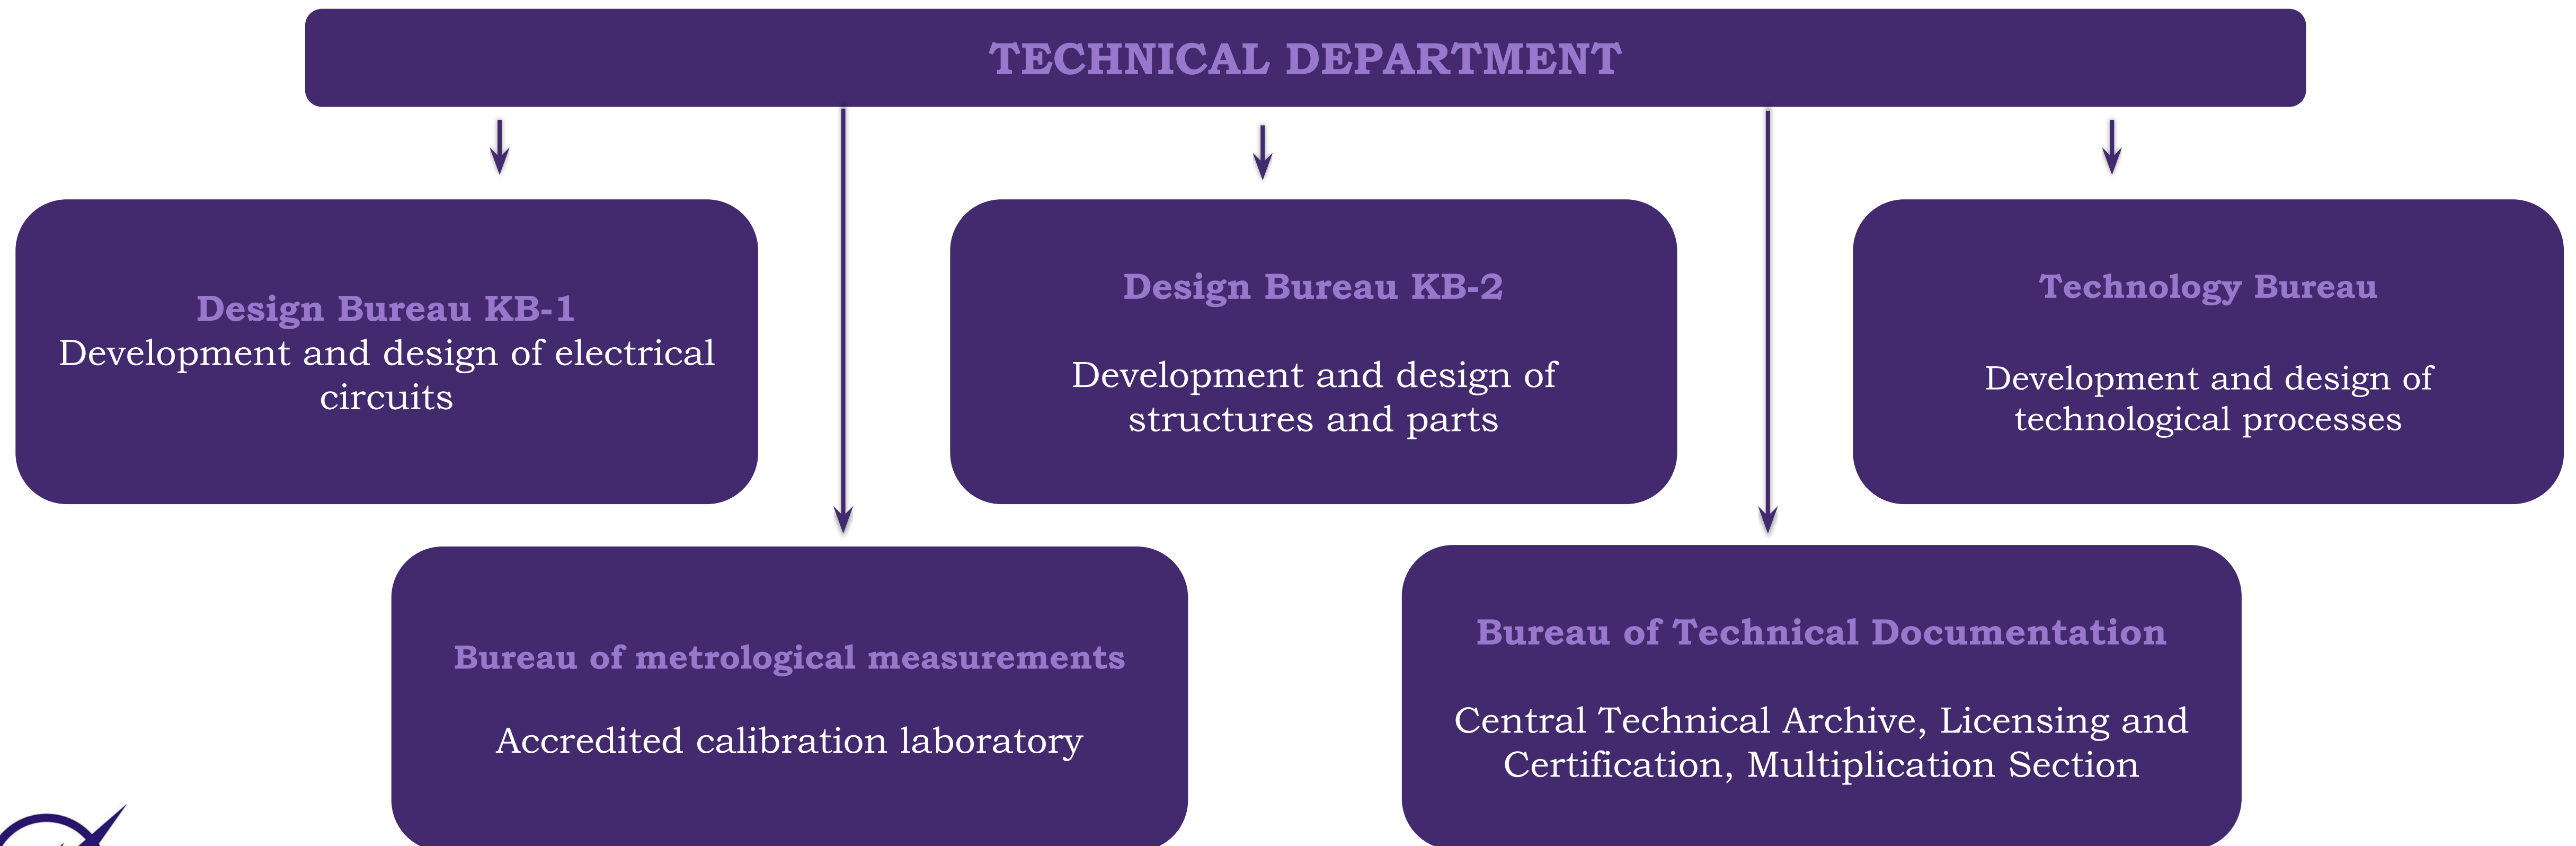 TECHNICAL DEPARTMENT
Design Bureau KB-1
Development and design of electrical
circuits
Design Bureau KB-2
Development and design of
structures and parts
Technology Bureau
Development and design of
technological processes
Bureau of metrological measurements
Accredited calibration laboratory
Bureau of Technical Documentation
Central Technical Archive, Licensing and
Certification, Multiplication Section